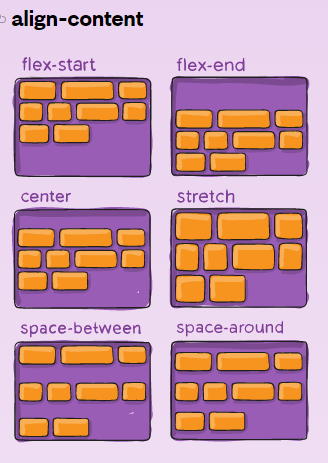 align-content
flex-start
flex-end
center
stretch
space-between
space-around